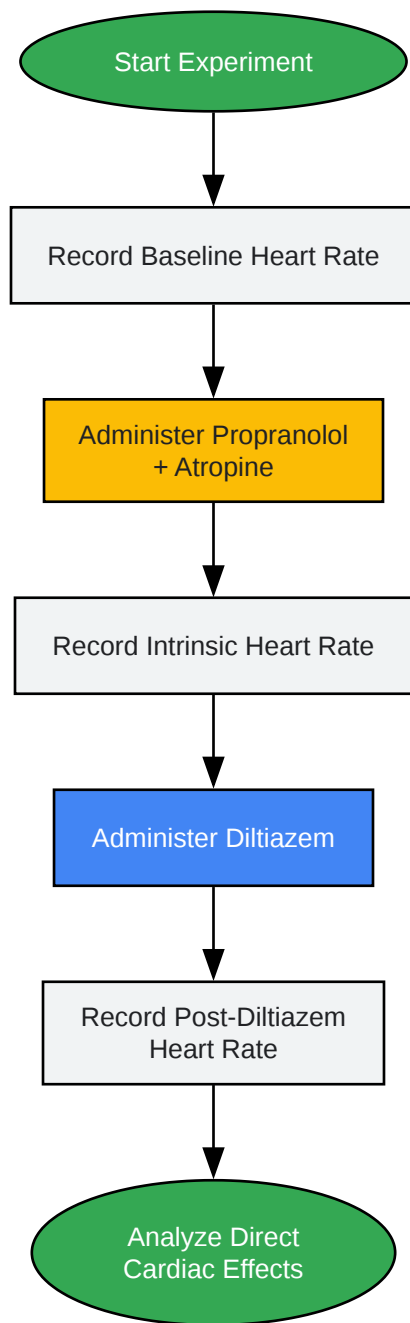 Start Experiment
Record Baseline Heart Rate
Administer Propranolol
+ Atropine
Record Intrinsic Heart Rate
Administer Diltiazem
Record Post-Diltiazem
Heart Rate
Analyze Direct
Cardiac Effects